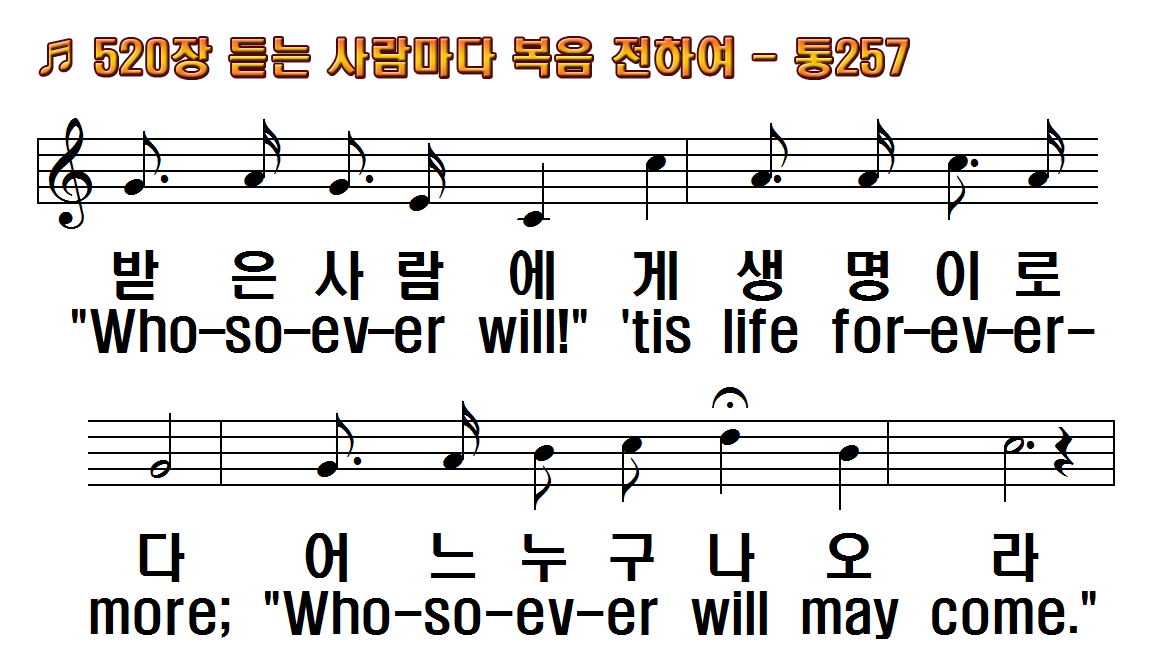 ♬ 520장 듣는 사람마다 복음 전하여 - 통257
받 은 사 람 에 게 생 명 이 로
"Who-so-ev-er will!" 'tis life for-ev-er-
다 어 느 누 구 나 오 라
more; "Who-so-ev-er will may come."